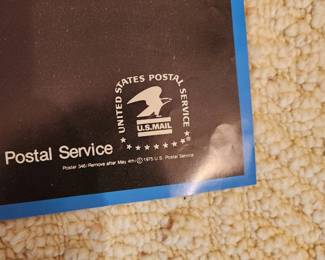 UNITED STATES POSTAL SERVICE
U.S.MAIL
Postal Service
Poster 346: Remove after May 4th: © 1975 U.S. Postal Service